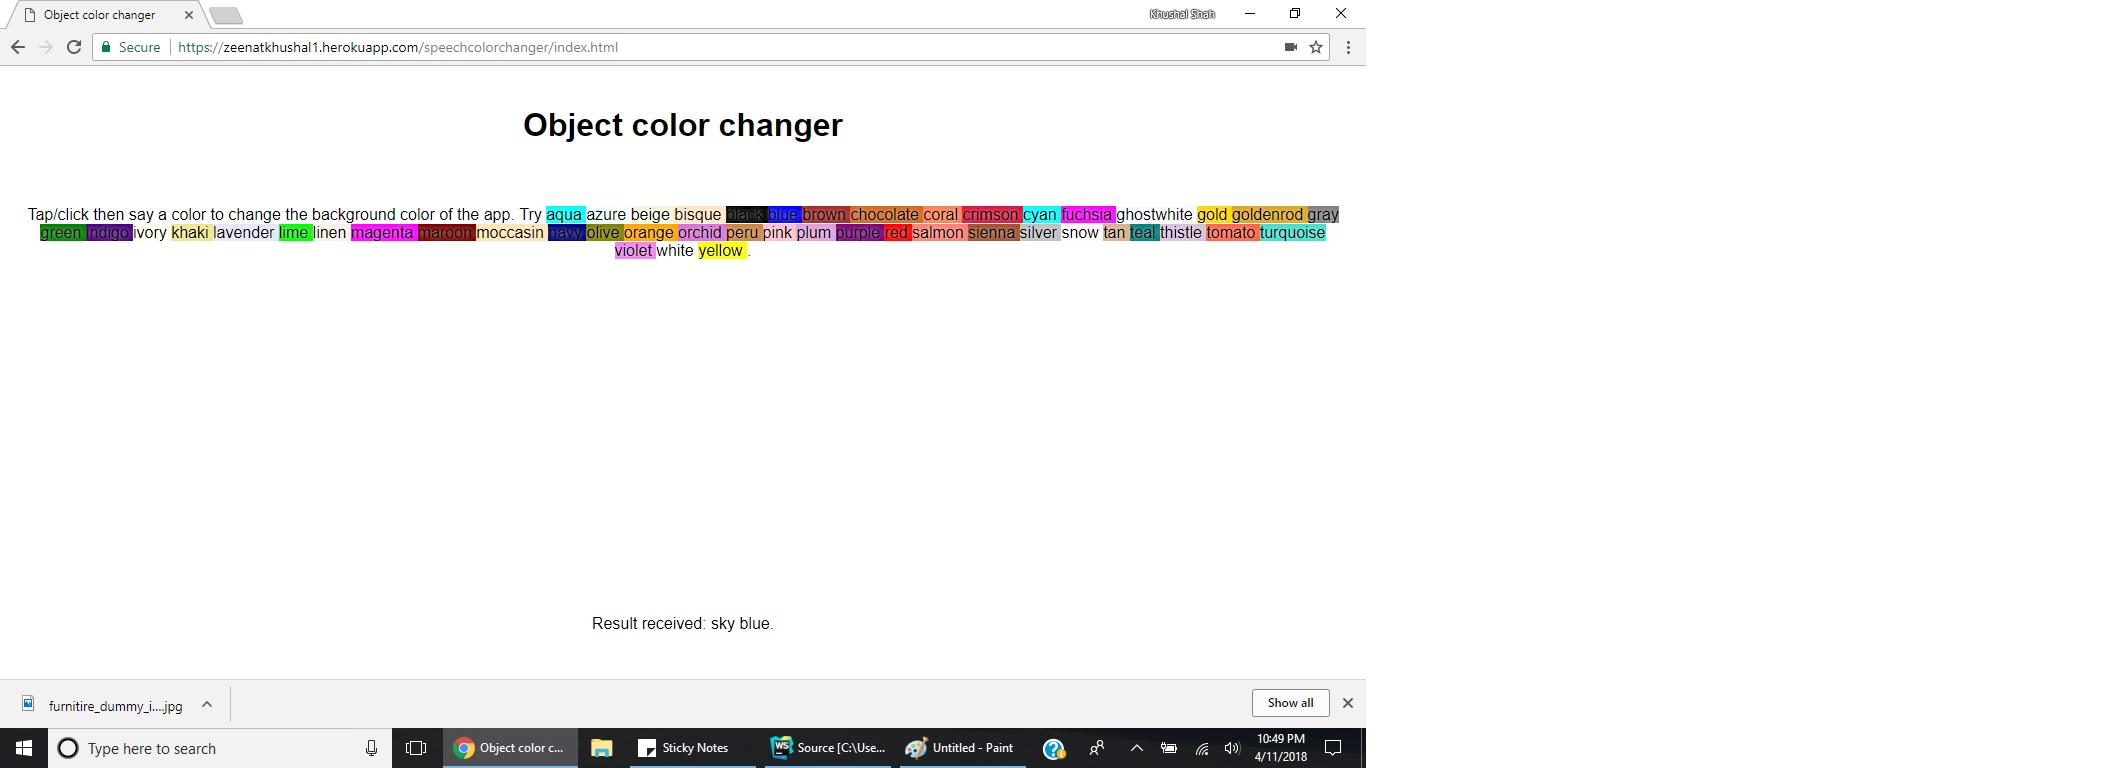 Object color changer
Khushal Shah
Secure https://zeenatkhushal1.herokuapp.com/speechcolorchanger/index.html
Object color changer
Tap/click then say a color to change the background color of the app. Try aqua azure beige bisque black blue brown chocolate coral crimson cyan fuchsia ghostwhite gold goldenrod gray
green indigo ivory khaki lavender lime linen magenta maroon moccasin navy olive orange orchid peru pink plum purple red salmon sienna silver snow tan teal thistle tomato turquoise
violet white yellow .
Result received: sky blue.
furnitire_dummy_i....jpg
Show all
Type here to search
Object color c...
Sticky Notes
WS
Source [C:\Use...
Untitled - Paint
10:49 PM
4/11/2018